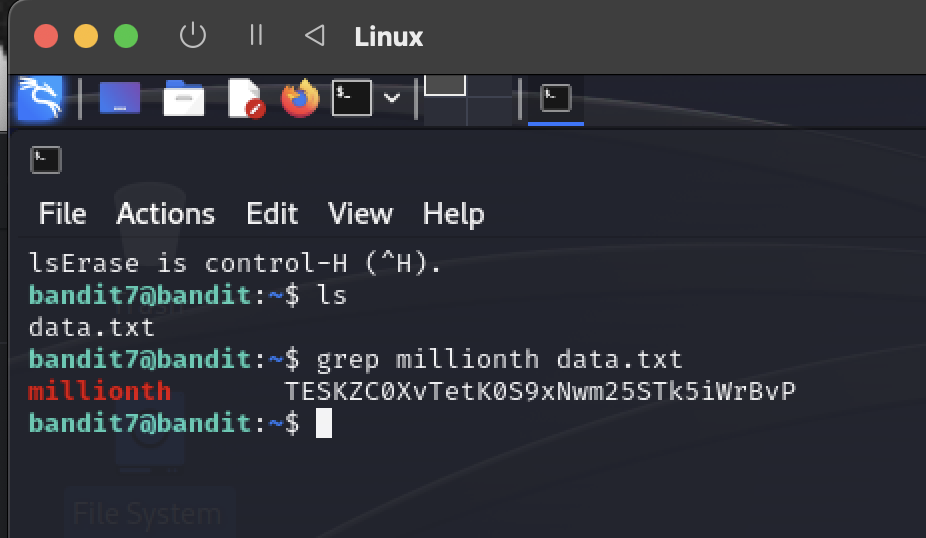 Linux
File Actions Edit View Help
lsErase is control-H (^H).
bandit7@bandit:~$ ls
data.txt
bandit7@bandit:~$ grep millionth data.txt
millionth TESKZC0XvTetK0S9xNwm25STk5iWrBvP
bandit7@bandit:~$
Trash
File System